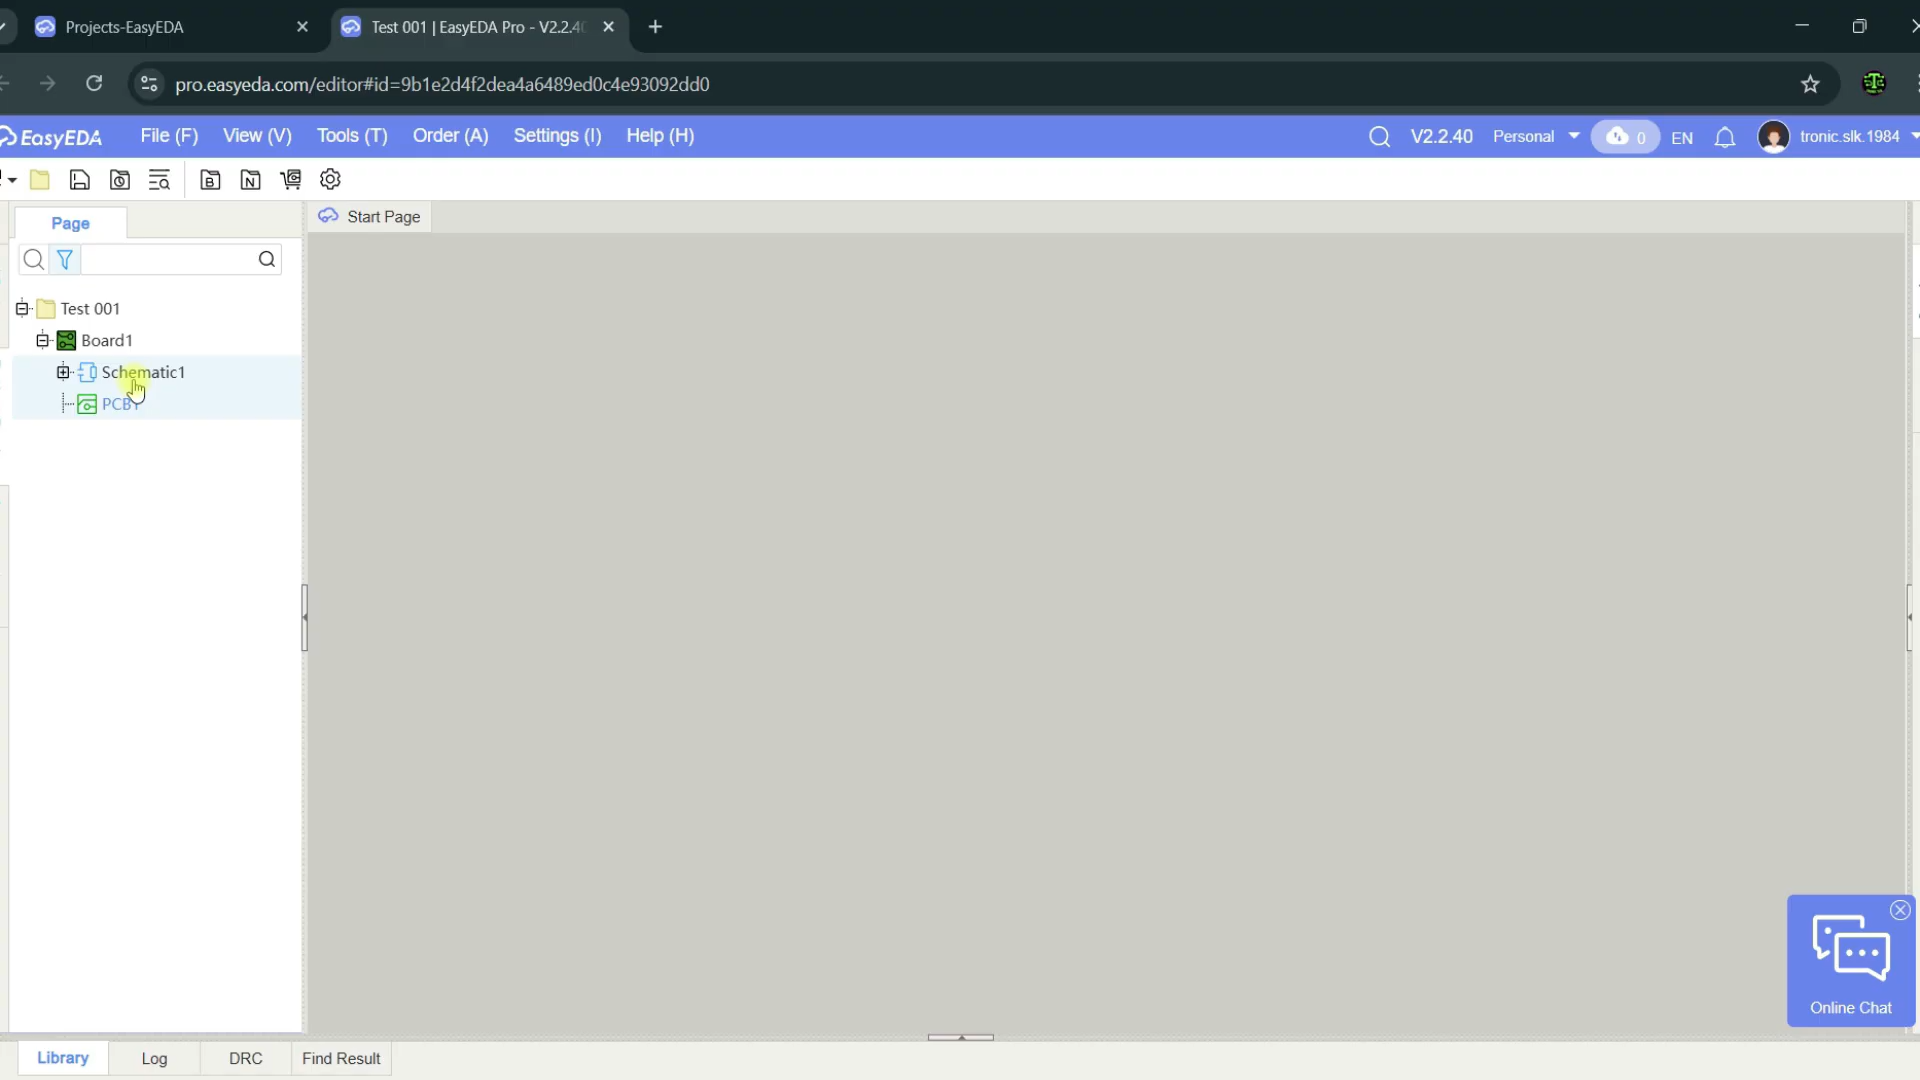 Projects-EasyEDA
Test 001 | EasyEDA Pro - V2.2.40
pro.easyeda.com/editor#id=9b1e2d4f2dea4a6489ed0c4e93092dd0
EasyEDA File (F) View (V) Tools (T) Order (A) Settings (I) Help (H) V2.2.40 Personal 0 EN tronic.slk.1984
B N
Page
Start Page
Test 001
Board1
Schematic1
PCB1
Online Chat
Library Log DRC Find Result